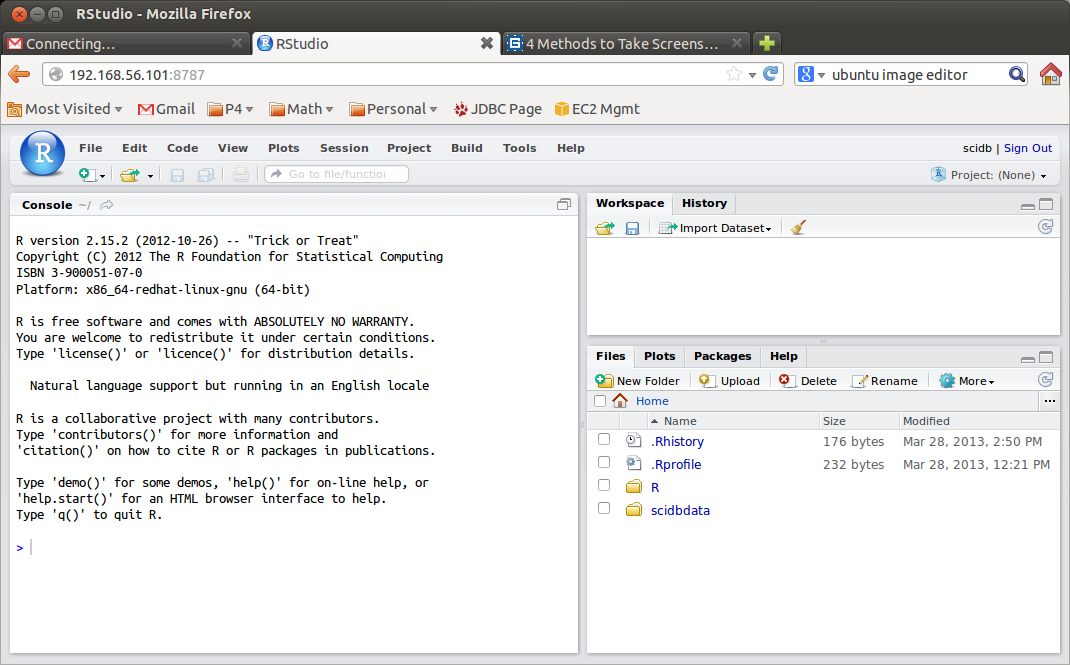 RStudio - Mozilla Firefox
Connecting...
RStudio
4 Methods to Take Screens...
192.168.56.101:8787
ubuntu image editor
Most Visited
Gmail
P4
Math
Personal
JDBC Page
EC2 Mgmt
R
File Edit Code View Plots Session Project Build Tools Help
scidb | Sign Out
Go to file/function
Project: (None)
Console ~/
R version 2.15.2 (2012-10-26) -- "Trick or Treat"
Copyright (C) 2012 The R Foundation for Statistical Computing
ISBN 3-900051-07-0
Platform: x86_64-redhat-linux-gnu (64-bit)
R is free software and comes with ABSOLUTELY NO WARRANTY.
You are welcome to redistribute it under certain conditions.
Type 'license()' or 'licence()' for distribution details.
Natural language support but running in an English locale
R is a collaborative project with many contributors.
Type 'contributors()' for more information and
'citation()' on how to cite R or R packages in publications.
Type 'demo()' for some demos, 'help()' for on-line help, or
'help.start()' for an HTML browser interface to help.
Type 'q()' to quit R.
>
Workspace History
Import Dataset
Files Plots Packages Help
New Folder Upload Delete Rename More
Home
Name Size Modified
.Rhistory 176 bytes Mar 28, 2013, 2:50 PM
.Rprofile 232 bytes Mar 28, 2013, 12:21 PM
R
scidbdata